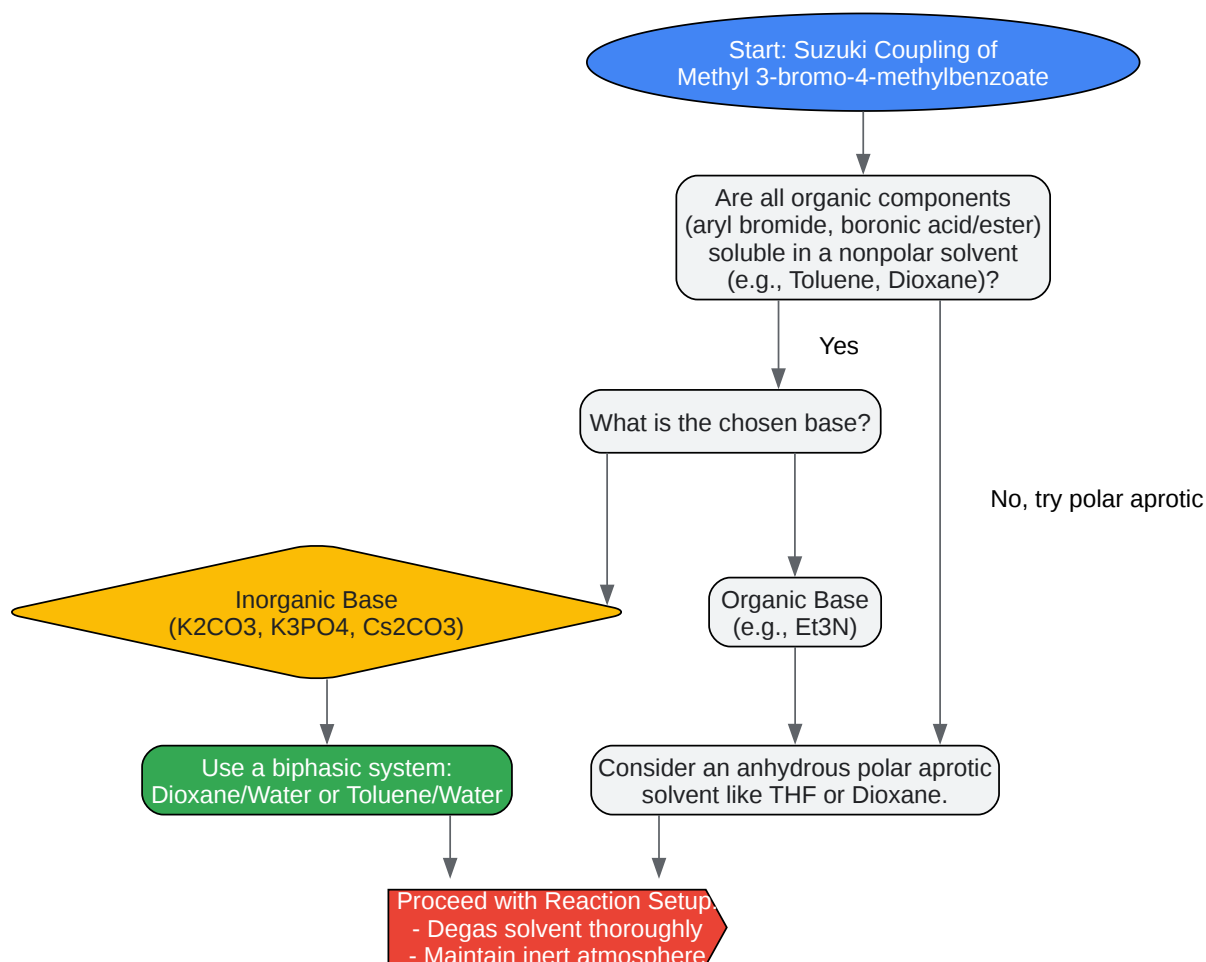 Start: Suzuki Coupling of
Methyl 3-bromo-4-methylbenzoate
Are all organic components
(aryl bromide, boronic acid/ester)
soluble in a nonpolar solvent
(e.g., Toluene, Dioxane)?
Yes
What is the chosen base?
No, try polar aprotic
Inorganic Base
(K2CO3, K3PO4, Cs2CO3)
Organic Base
(e.g., Et3N)
Use a biphasic system:
Dioxane/Water or Toluene/Water
Consider an anhydrous polar aprotic
solvent like THF or Dioxane.
Proceed with Reaction Setup:
- Degas solvent thoroughly
- Maintain inert atmosphere